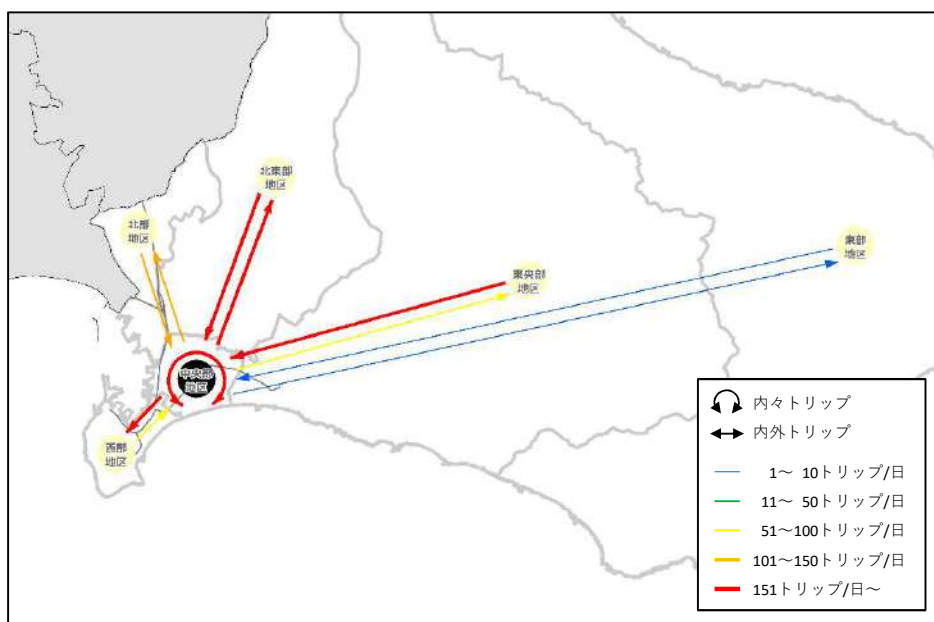 北東部
地区
北部
地区
東部
地区
東央部
地区
中央部
地区
西部
地区
内々トリップ
内外トリップ
1～ 10トリップ/日
11～ 50トリップ/日
51～100トリップ/日
101～150トリップ/日
151トリップ/日～